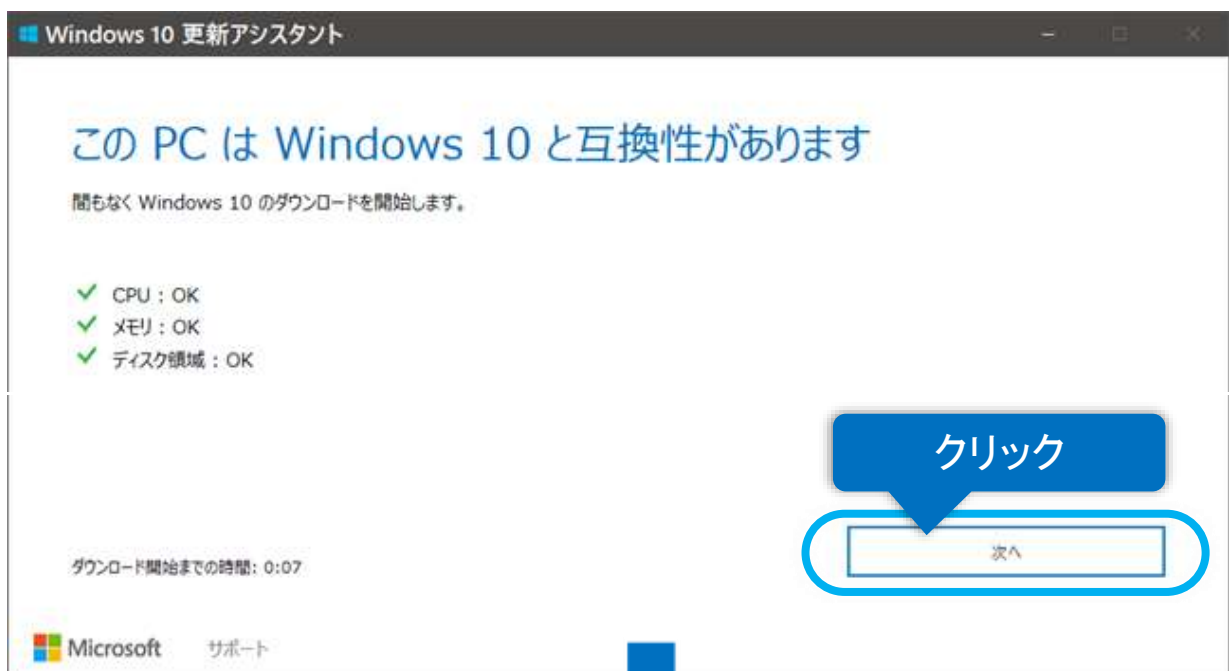 Windows 10 更新アシスタント
この PC は Windows 10 と互換性があります
間もなく Windows 10 のダウンロードを開始します。
CPU : OK
メモリ : OK
ディスク領域 : OK
クリック
次へ
ダウンロード開始までの時間: 0:07
Microsoft サポート